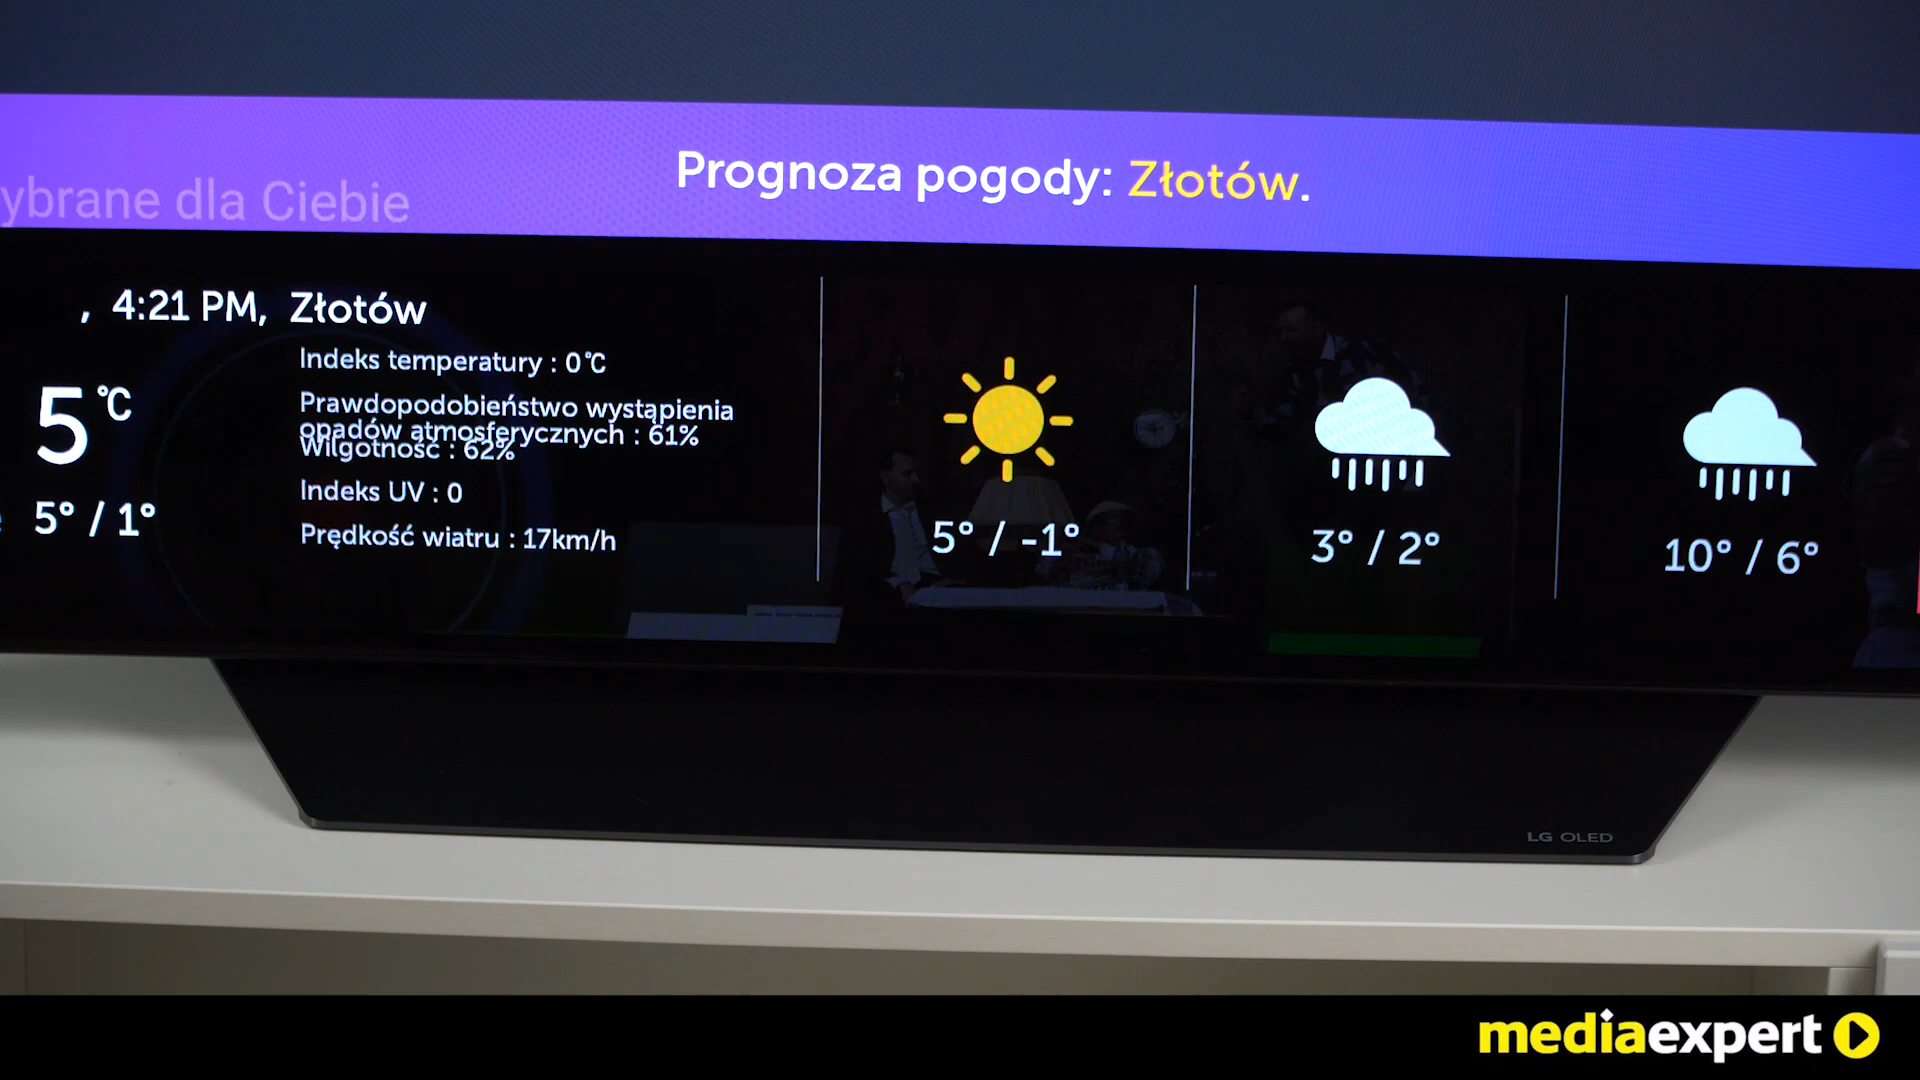 Prognoza pogody: Złotów.
ybrane dla Ciebie
, 4:21 PM, Złotów
5°C
5° / 1°
Indeks temperatury : 0°C
Prawdopodobieństwo wystąpienia
opadów atmosferycznych : 61%
Wilgotność : 62%
Indeks UV : 0
Prędkość wiatru : 17km/h
5° / -1°
3° / 2°
10° / 6°
LG OLED
mediaexpert